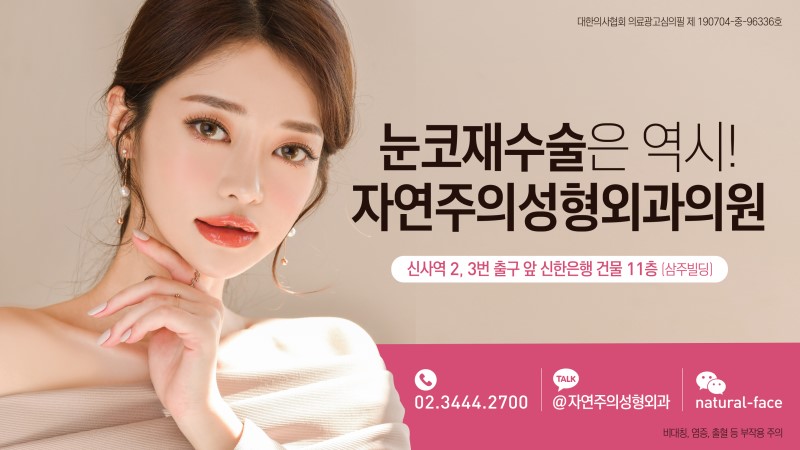 대한의사협회 의료광고심의필 제 190704-중-96336호
눈코재수술은 역시!
자연주의성형외과의원
신사역 2, 3번 출구 앞 신한은행 건물 11층 (삼주빌딩)
TALK
02.3444.2700
@자연주의성형외과
natural-face
비대칭, 염증, 출혈 등 부작용 주의